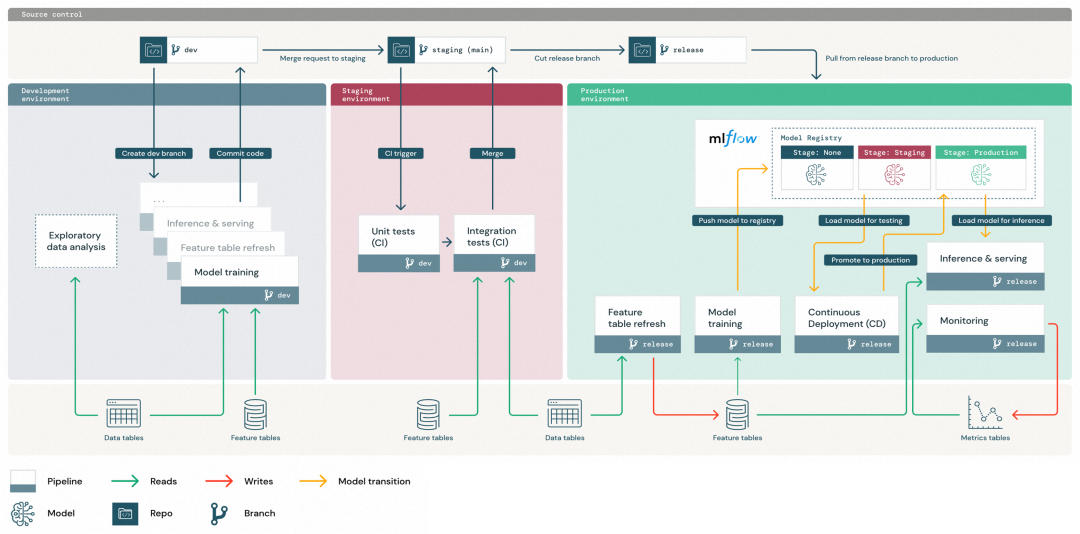 Source control
dev
staging (main)
release
Merge request to staging
Cut release branch
Pull from release branch to production
Development
environment
Create dev branch
Commit code
...
Inference & serving
Feature table refresh
Model training
dev
Exploratory
data analysis
Staging
environment
CI trigger
Merge
Unit tests
(CI)
dev
Integration
tests (CI)
dev
Production
environment
mlflow
Model Registry
Stage: None
Stage: Staging
Stage: Production
Push model to registry
Load model for testing
Load model for inference
Promote to production
Inference & serving
release
Feature
table refresh
release
Model
training
release
Continuous
Deployment (CD)
release
Monitoring
release
Data tables
Feature tables
Feature tables
Data tables
Feature tables
Metrics tables
Pipeline
Reads
Writes
Model transition
Model
Repo
Branch